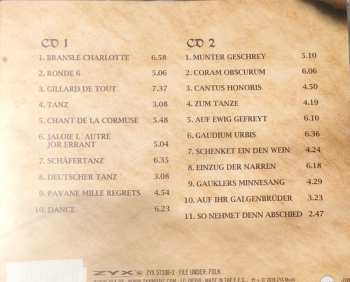 CD 1
1. BRANSLE CHARLOTTE 6.58
2. RONDE 6 5.06
3. GILLARD DE TOUT 7.37
4. TANZ 3.08
5. CHANT DE LA CORMUSE 5.48
6. JALOIE L´ AUTRE
JOR ERRANT 5.04
7. SCHÄFERTANZ 6.35
8. DEUTSCHER TANZ 3.08
9. PAVANE MILLE REGRETS 4.54
10. DANCE 6.23
CD 2
1. MUNTER GESCHREY 5.10
2. CORAM OBSCURUM 6.06
3. CANTUS HONORIS 4.50
4. ZUM TANZE 4.19
5. AUF EWIG GEFREYT 6.10
6. GAUDIUM URBIS 6.36
7. SCHENKET EIN DEN WEIN 4.24
8. EINZUG DER NARREN 6.18
9. GAUKLERS MINNESANG 4.29
10. AUF IHR GALGENBRÜDER 3.31
11. SO NEHMET DENN ABSCHIED 2.47
ZYX FILE UNDER: FOLK